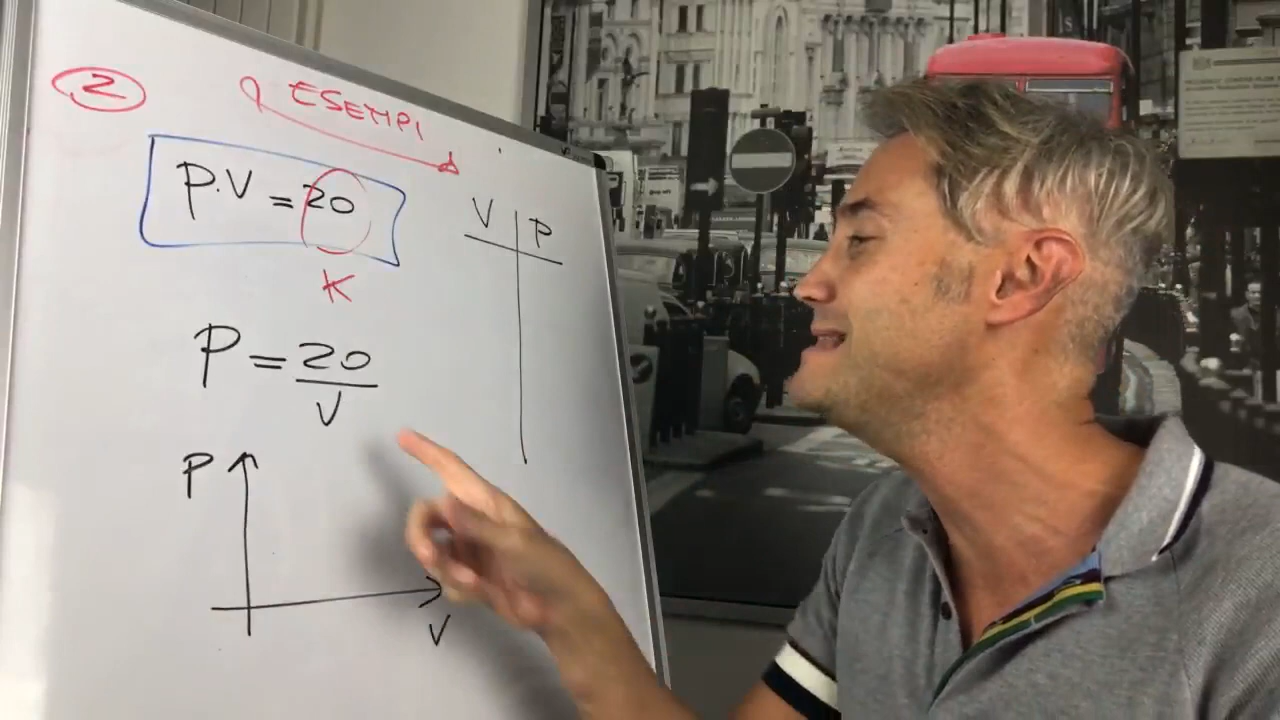 2
ESEMPI
P.V = 20
K
V P
P = 20/V
P
V